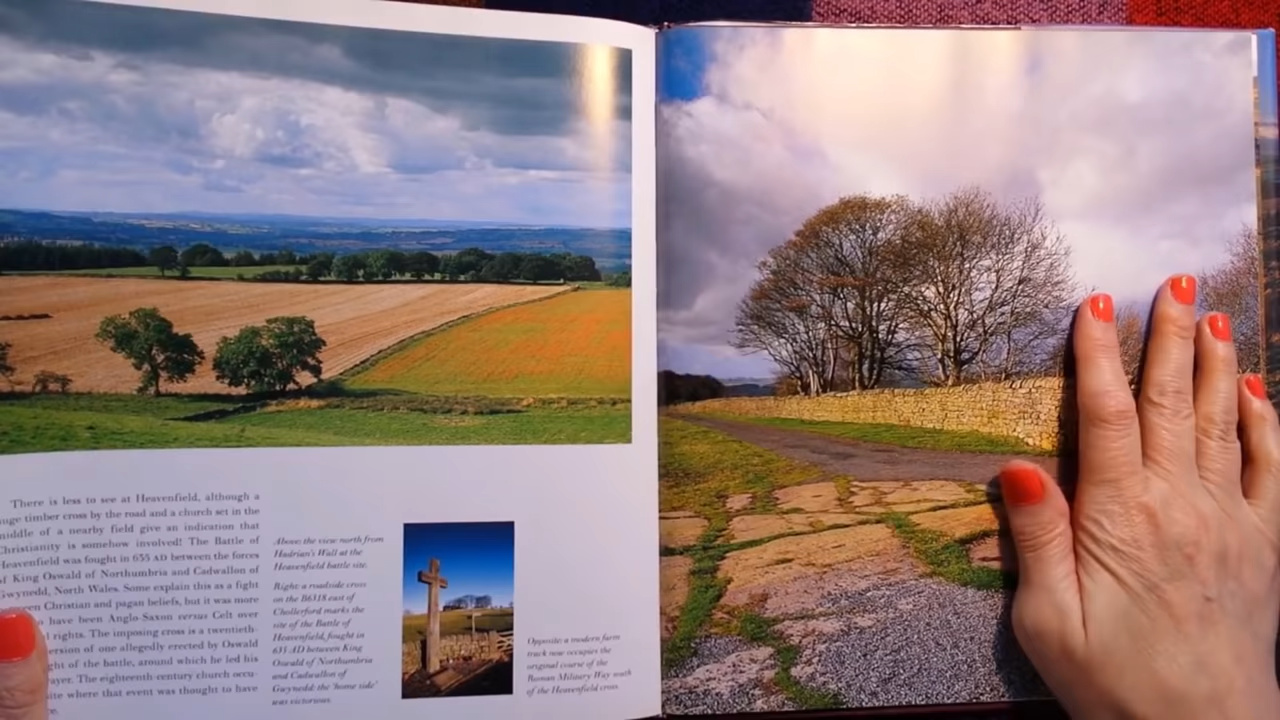 There is less to see at Heavenfield, although a
uge timber cross by the road and a church set in the
middle of a nearby field give an indication that
Christianity is somehow involved! The Battle of
Heavenfield was fought in 635 AD between the forces
of King Oswald of Northumbria and Cadwallon of
Gwynedd, North Wales. Some explain this as a fight
een Christian and pagan beliefs, but it was more
have been Anglo-Saxon versus Celt over
l rights. The imposing cross is a twentieth-
ersion of one allegedly erected by Oswald
ght of the battle, around which he led his
ayer. The eighteenth-century church occu-
ite where that event was thought to have
Above: the view north from
Hadrian's Wall at the
Heavenfield battle site.
Right: a roadside cross
on the B6318 east of
Chollerford marks the
site of the Battle of
Heavenfield, fought in
635 AD between King
Oswald of Northumbria
and Cadwallon of
Gwynedd: the 'home side'
was victorious.
Opposite: a modern farm
track now occupies the
original course of the
Roman Military Way south
of the Heavenfield cross.